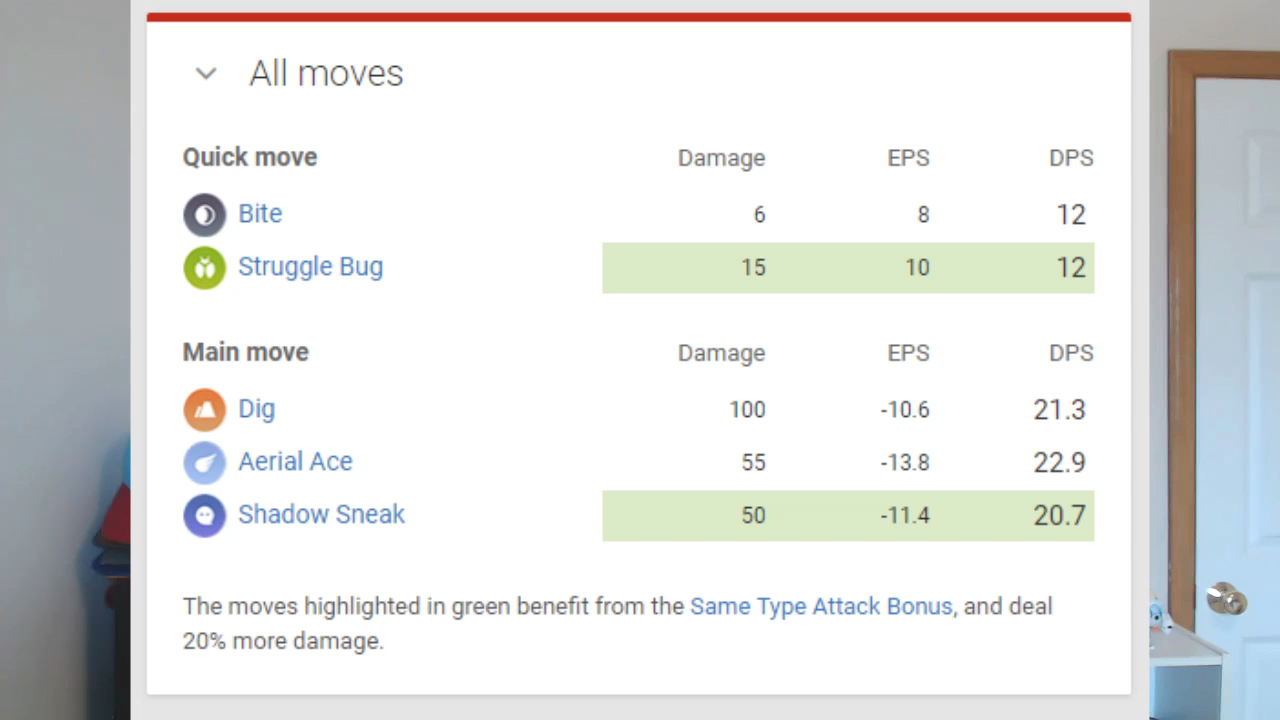 All moves
Quick move Damage EPS DPS
Bite 6 8 12
Struggle Bug 15 10 12
Main move Damage EPS DPS
Dig 100 -10.6 21.3
Aerial Ace 55 -13.8 22.9
Shadow Sneak 50 -11.4 20.7
The moves highlighted in green benefit from the Same Type Attack Bonus, and deal
20% more damage.